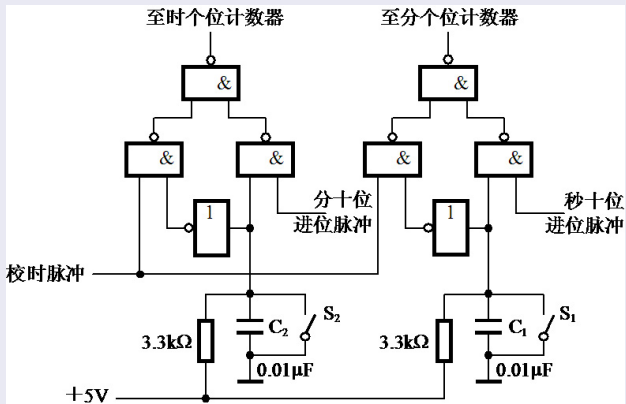 至时个位计数器
至分个位计数器
&
&
&
&
&
&
&
1
分十位
进位脉冲
1
秒十位
进位脉冲
校时脉冲
3.3kΩ
C2
S2
0.01μF
3.3kΩ
C1
S1
0.01μF
+5V